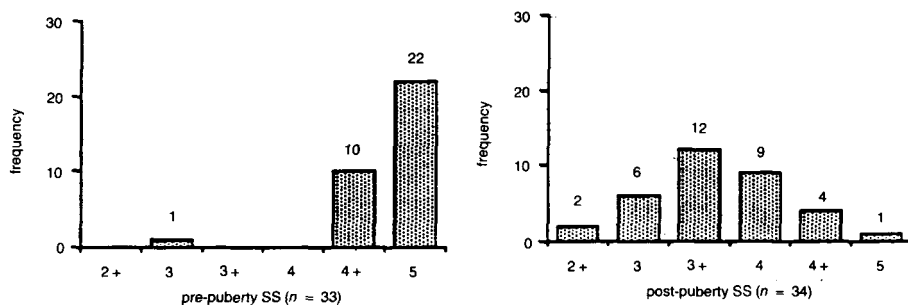 30
20
10
0
frequency
1
10
22
2 + 3 3 + 4 4 + 5
pre-puberty SS (n = 33)
30
20
10
0
frequency
2
6
12
9
4
1
2 + 3 3 + 4 4 + 5
post-puberty SS (n = 34)